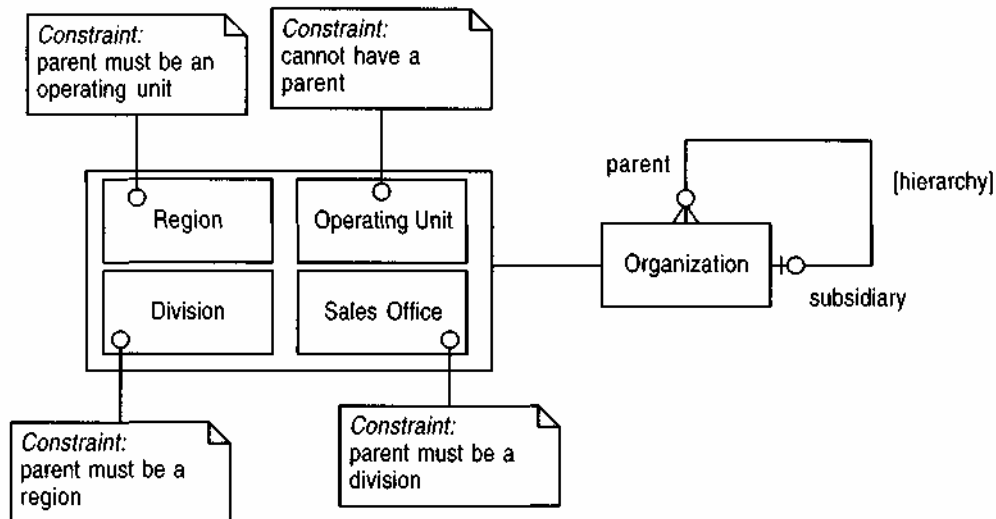 Constraint:
parent must be an
operating unit
Constraint:
cannot have a
parent
parent
[hierarchy]
Region
Operating Unit
Organization
Division
Sales Office
subsidiary
Constraint:
parent must be a
region
Constraint:
parent must be a
division